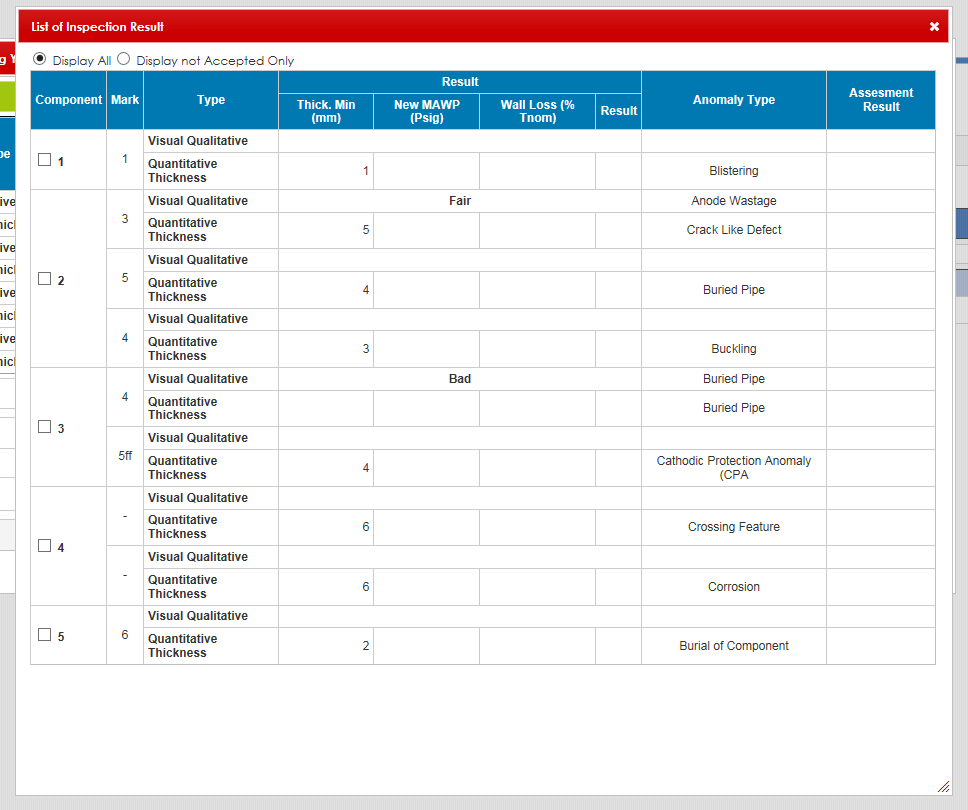 List of Inspection Result
Display All Display not Accepted Only
Component Mark Type Result Anomaly Type Assesment Result
Thick. Min (mm) New MAWP (Psig) Wall Loss (% Tnom) Result
1 1 Visual Qualitative
Quantitative Thickness 1 Blistering
2 3 Visual Qualitative Fair Anode Wastage
Quantitative Thickness 5 Crack Like Defect
5 Visual Qualitative
Quantitative Thickness 4 Buried Pipe
4 Visual Qualitative
Quantitative Thickness 3 Buckling
3 4 Visual Qualitative Bad Buried Pipe
Quantitative Thickness Buried Pipe
5ff Visual Qualitative
Quantitative Thickness 4 Cathodic Protection Anomaly (CPA
4 - Visual Qualitative
Quantitative Thickness 6 Crossing Feature
- Visual Qualitative
Quantitative Thickness 6 Corrosion
5 6 Visual Qualitative
Quantitative Thickness 2 Burial of Component